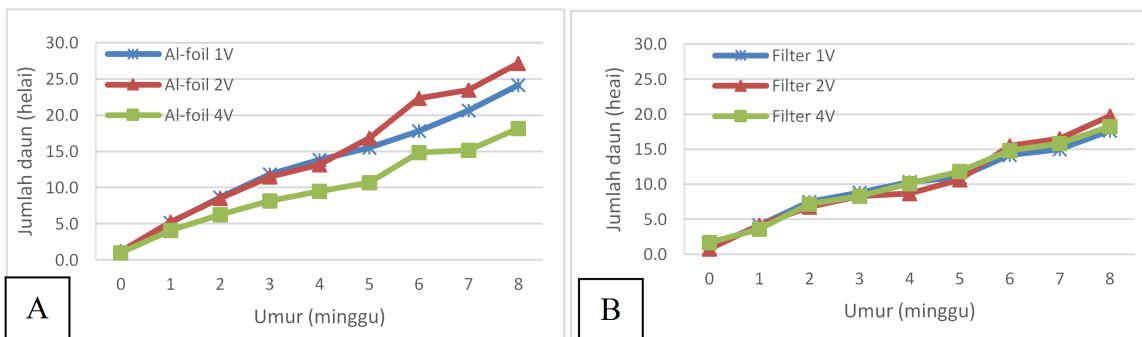 30.0
25.0
20.0
15.0
10.0
5.0
0.0
Jumlah daun (helai)
Al-foil 1V
Al-foil 2V
Al-foil 4V
0 1 2 3 4 5 6 7 8
Umur (minggu)
A
30.0
25.0
20.0
15.0
10.0
5.0
0.0
Jumlah daun (heai)
Filter 1V
Filter 2V
Filter 4V
0 1 2 3 4 5 6 7 8
Umur (minggu)
B